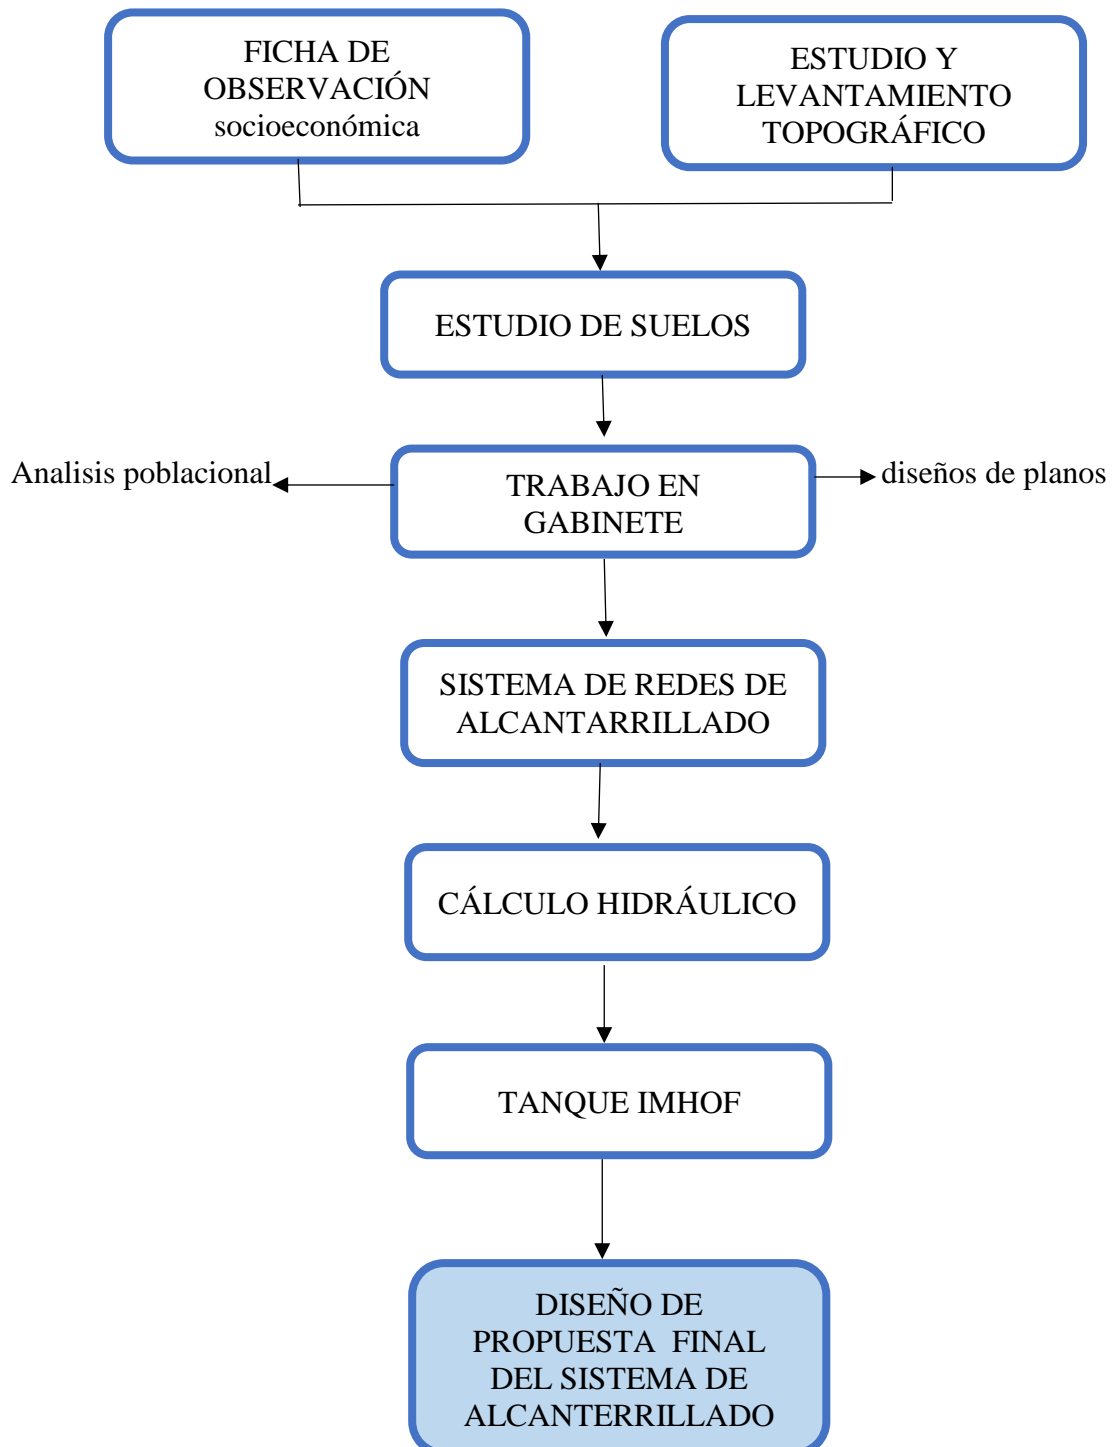 FICHA DE
OBSERVACIÓN
socioeconómica
ESTUDIO Y
LEVANTAMIENTO
TOPOGRÁFICO
ESTUDIO DE SUELOS
Analisis poblacional
TRABAJO EN
GABINETE
diseños de planos
SISTEMA DE REDES DE
ALCANTARRILLADO
CÁLCULO HIDRÁULICO
TANQUE IMHOF
DISEÑO DE
PROPUESTA FINAL
DEL SISTEMA DE
ALCANTERRILLADO